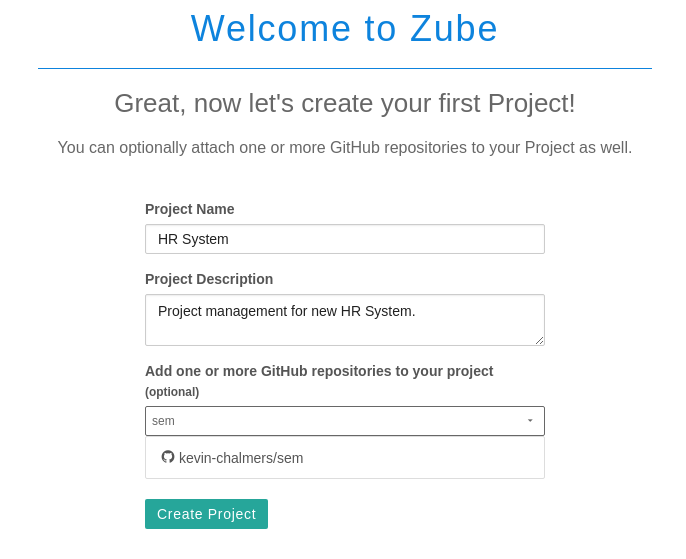 Welcome to Zube
Great, now let's create your first Project!
You can optionally attach one or more GitHub repositories to your Project as well.
Project Name
HR System
Project Description
Project management for new HR System.
Add one or more GitHub repositories to your project
(optional)
sem
kevin-chalmers/sem
Create Project